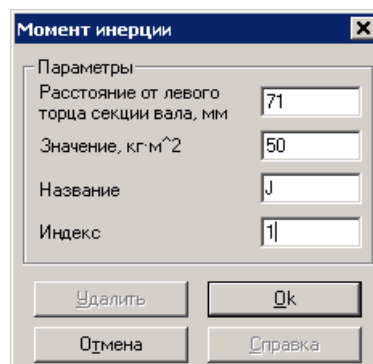 Момент инерции
Параметры
Расстояние от левого
торца секции вала, мм
71
Значение, кг·м^2
50
Название
J
Индекс
1
Удалить
Ok
Отмена
Справка